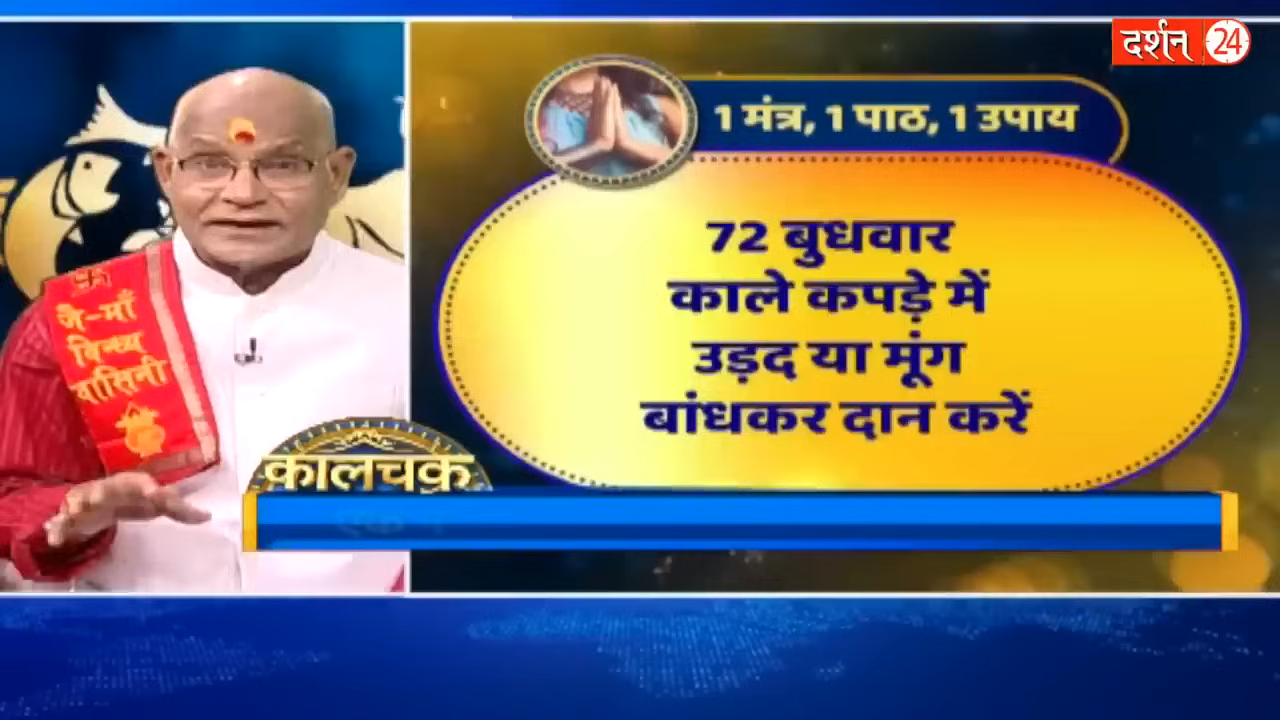 दर्शन 24
1 मंत्र, 1 पाठ, 1 उपाय
72 बुधवार
काले कपड़े में
उड़द या मूंग
बांधकर दान करें
जै-माँ
विन्ध्य
वासिनी
कालचक्र